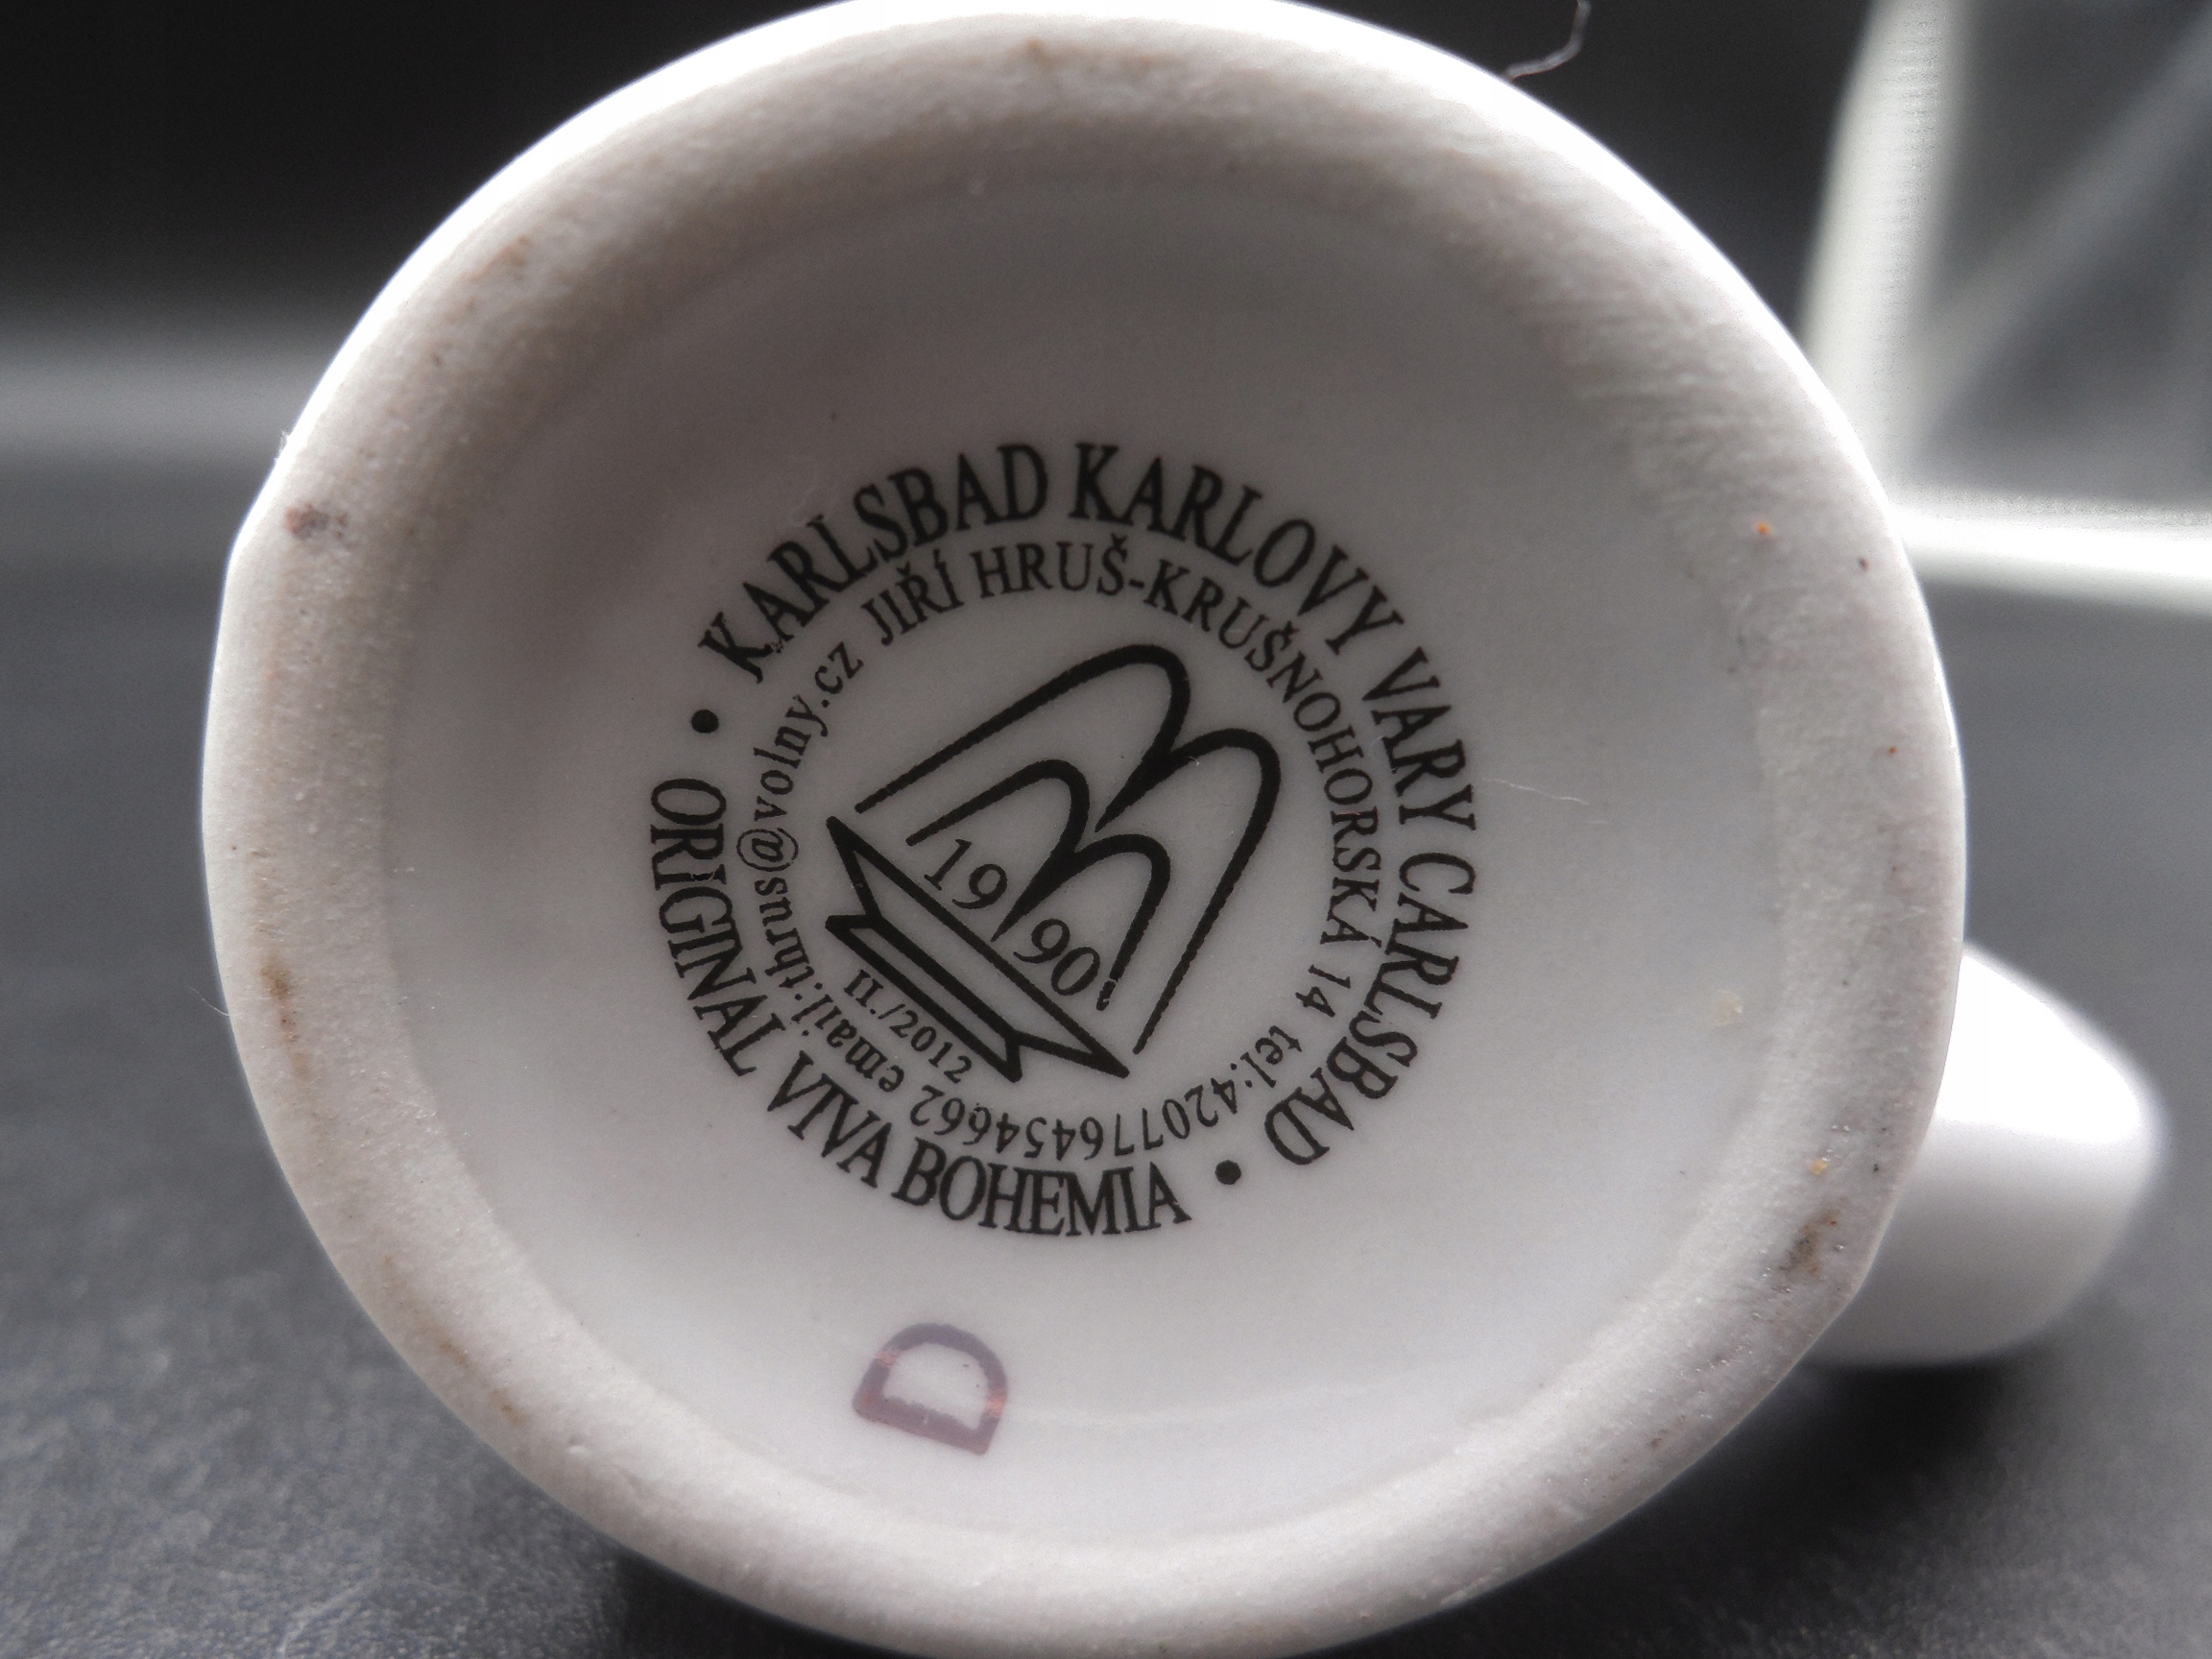 • KARLSBAD KARLOVY VARY CARLSBAD •
ORIGINAL VIVA BOHEMIA
JIŘÍ HRUŠ-KRUŠNOHORSKÁ 14 tel:420776454662 email:thrus@volny.cz
19 90
II./2012
D